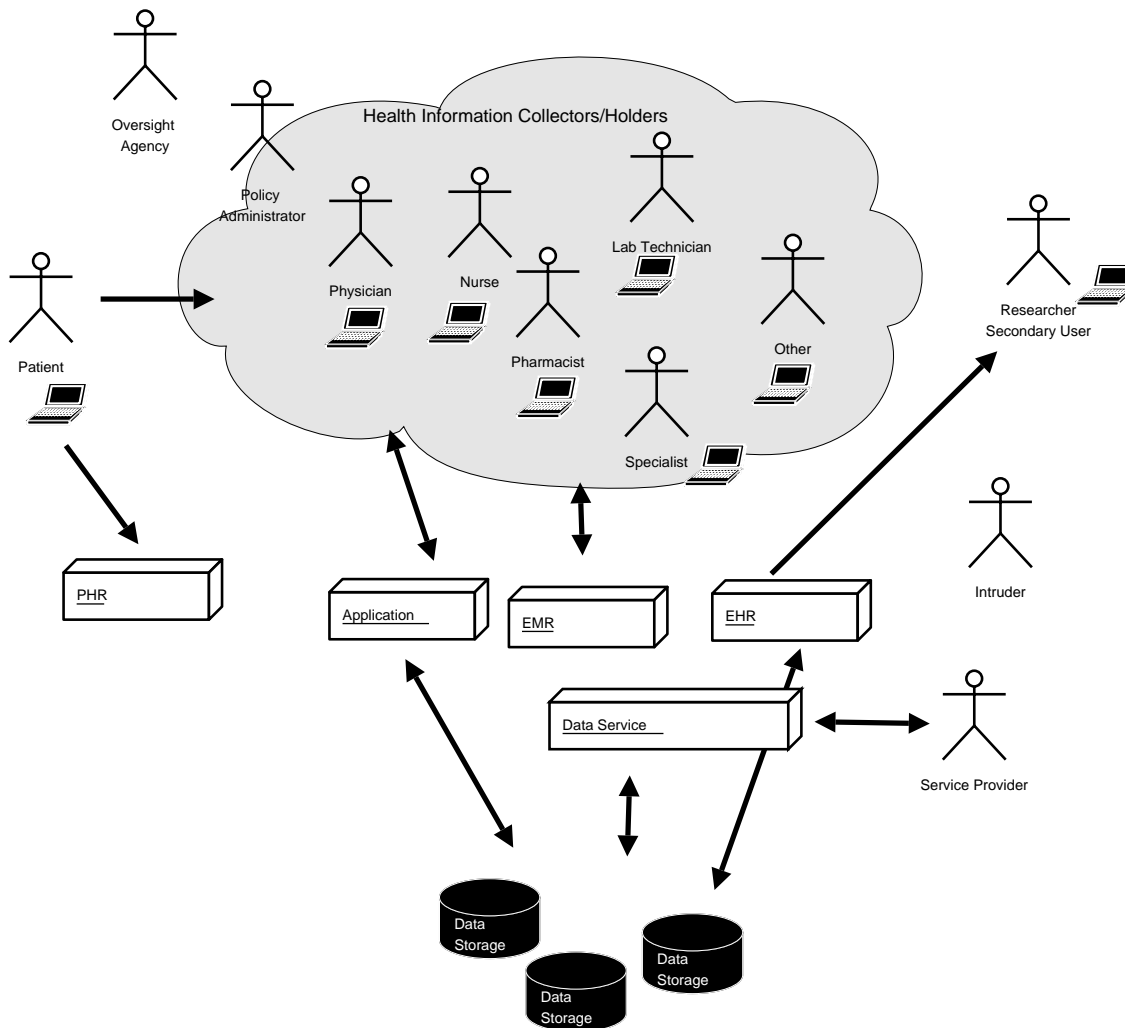 Oversight
Agency
Health Information Collectors/Holders
Policy
Administrator
Physician
Nurse
Lab Technician
Pharmacist
Other
Specialist
Patient
Researcher
Secondary User
PHR
Application
EMR
EHR
Intruder
Data Service
Service Provider
Data
Storage
Data
Storage
Data
Storage